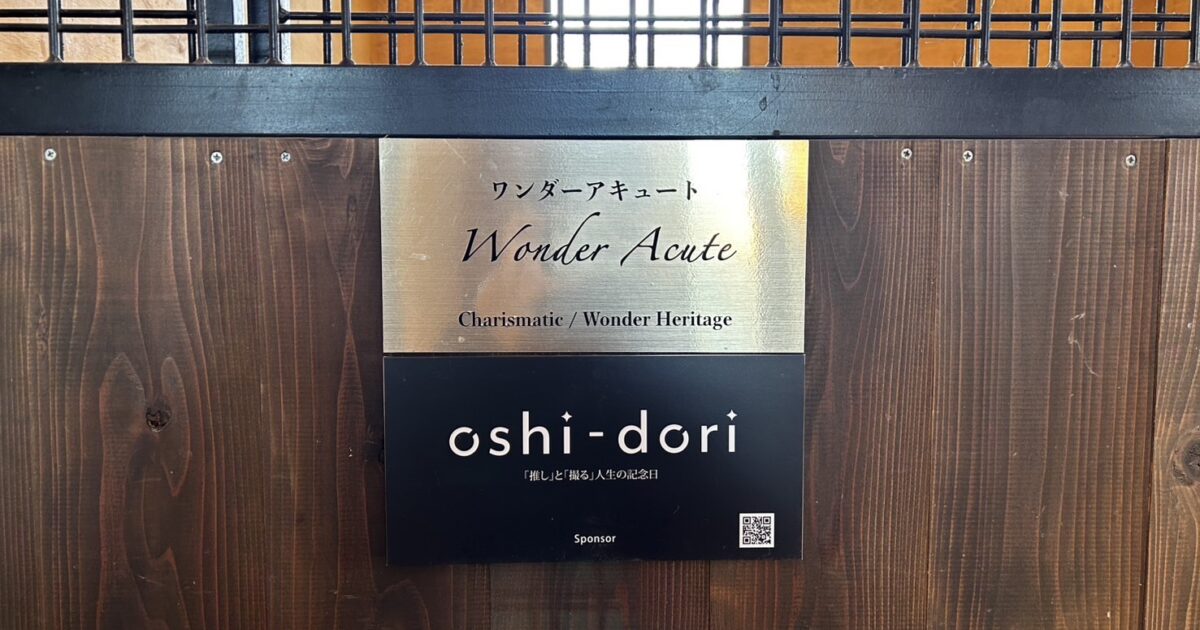 ワンダーアキュート
Wonder Acute
Charismatic / Wonder Heritage
oshi-dori
「推し」と「撮る」人生の記念日
Sponsor